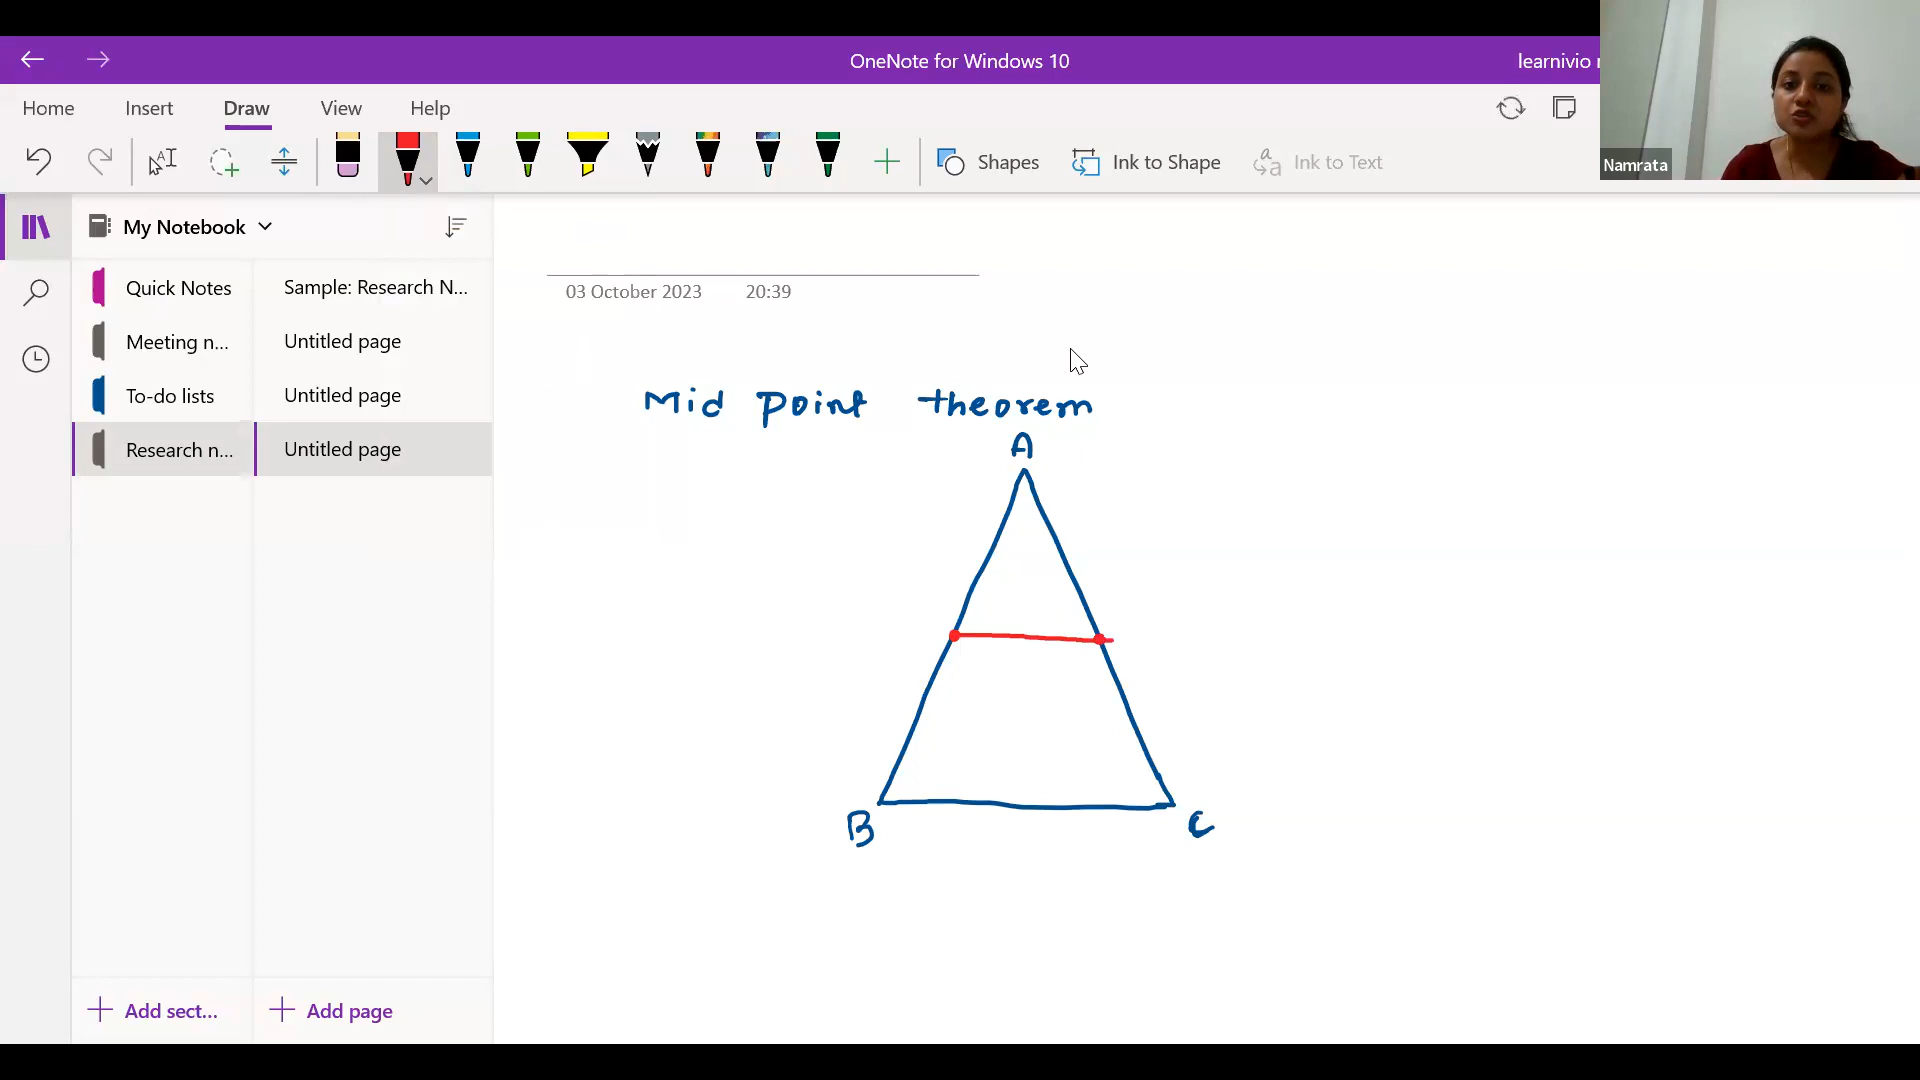 OneNote for Windows 10
learnivio
Home Insert Draw View Help
Shapes Ink to Shape Ink to Text
Namrata
My Notebook
Quick Notes
Meeting n...
To-do lists
Research n...
Sample: Research N...
Untitled page
Untitled page
Untitled page
03 October 2023 20:39
Mid point theorem
A
B C
Add sect... Add page